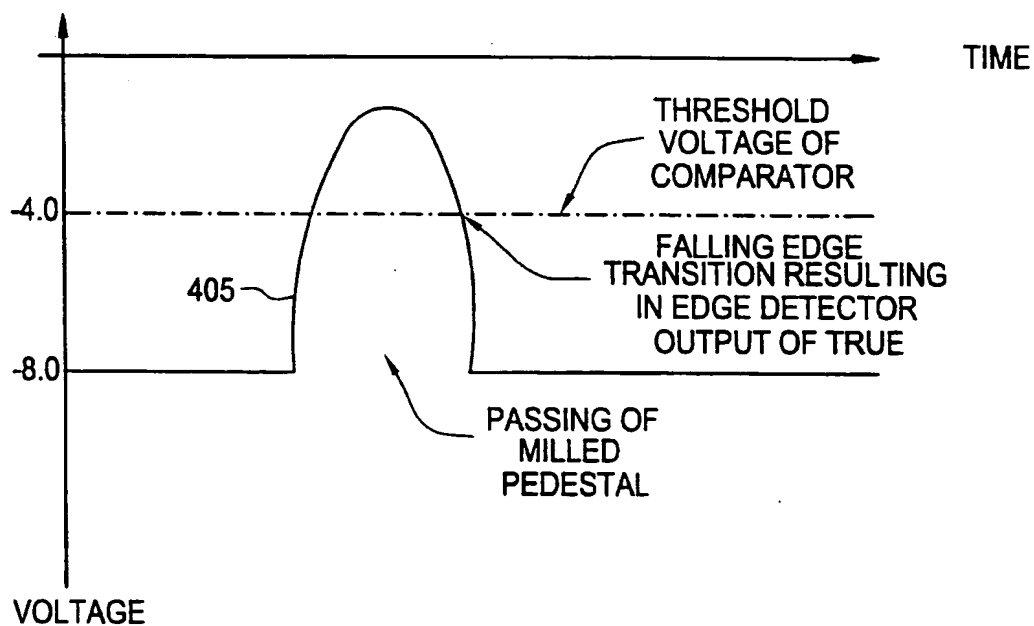 TIME
THRESHOLD
VOLTAGE OF
COMPARATOR
-4.0
FALLING EDGE
TRANSITION RESULTING
IN EDGE DETECTOR
OUTPUT OF TRUE
405
-8.0
PASSING OF
MILLED
PEDESTAL
VOLTAGE